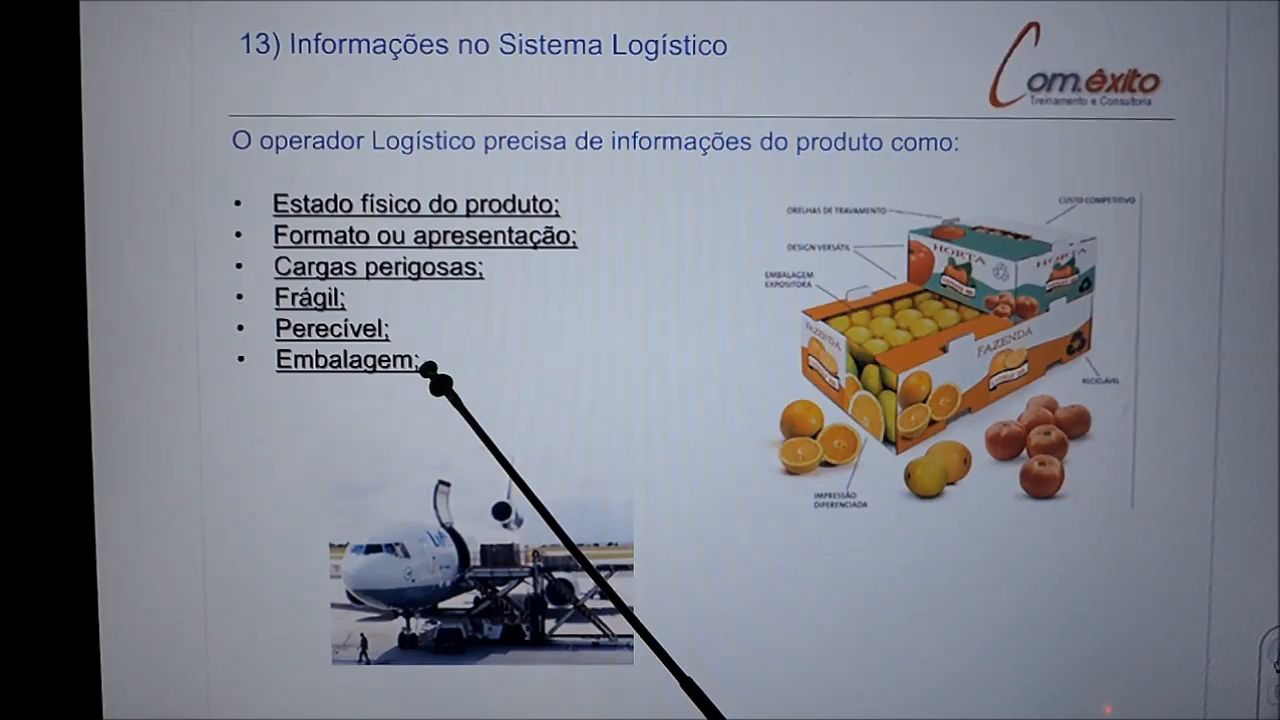 13) Informações no Sistema Logístico
Com.êxito
Treinamento e Consultoria
O operador Logístico precisa de informações do produto como:
• Estado físico do produto;
• Formato ou apresentação;
• Cargas perigosas;
• Frágil;
• Perecível;
• Embalagem;
ORELHAS DE TRAVAMENTO
CUSTO COMPETITIVO
DESIGN VERSÁTIL
EMBALAGEM
EXPOSITORA
HORTA
HORTA
FAZENDA
FAZENDA
RECICLÁVEL
IMPRESSÃO
DIFERENCIADA